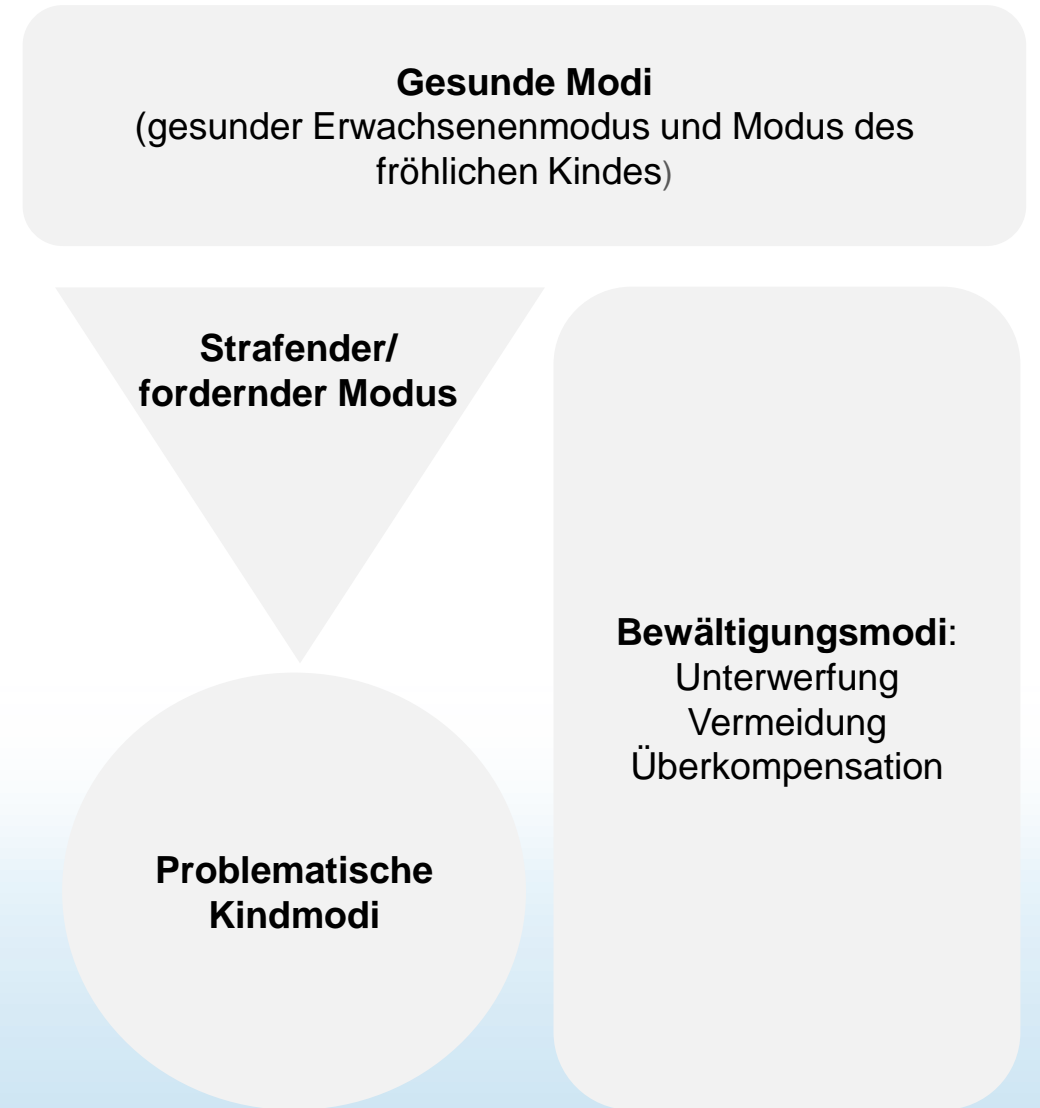 Gesunde Modi
(gesunder Erwachsenenmodus und Modus des
fröhlichen Kindes)
Strafender/
fordernder Modus
Bewältigungsmodi:
Unterwerfung
Vermeidung
Überkompensation
Problematische
Kindmodi